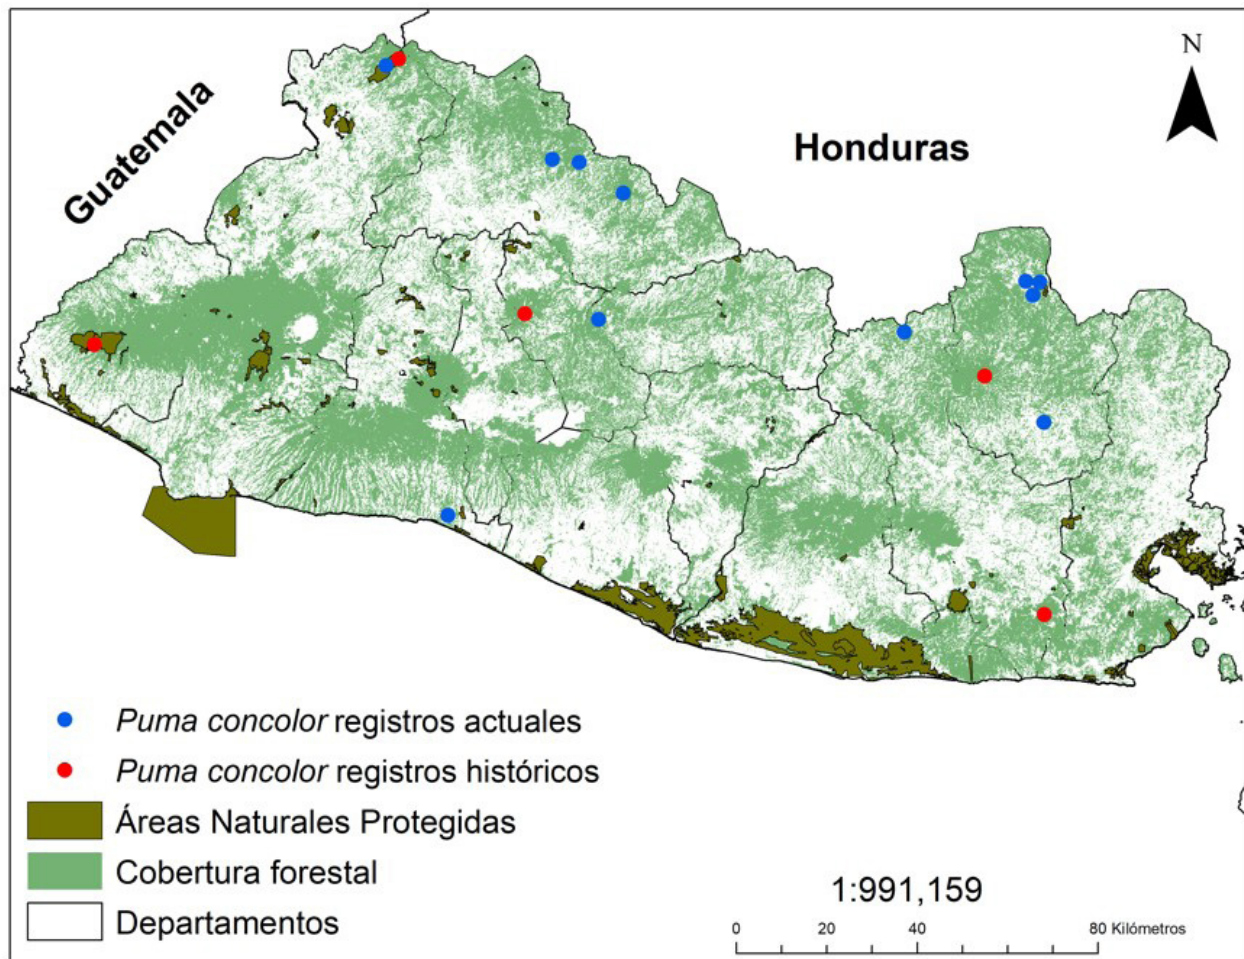 N
Guatemala
Honduras
Puma concolor registros actuales
Puma concolor registros históricos
Áreas Naturales Protegidas
Cobertura forestal
Departamentos
1:991,159
0 20 40 80 Kilómetros